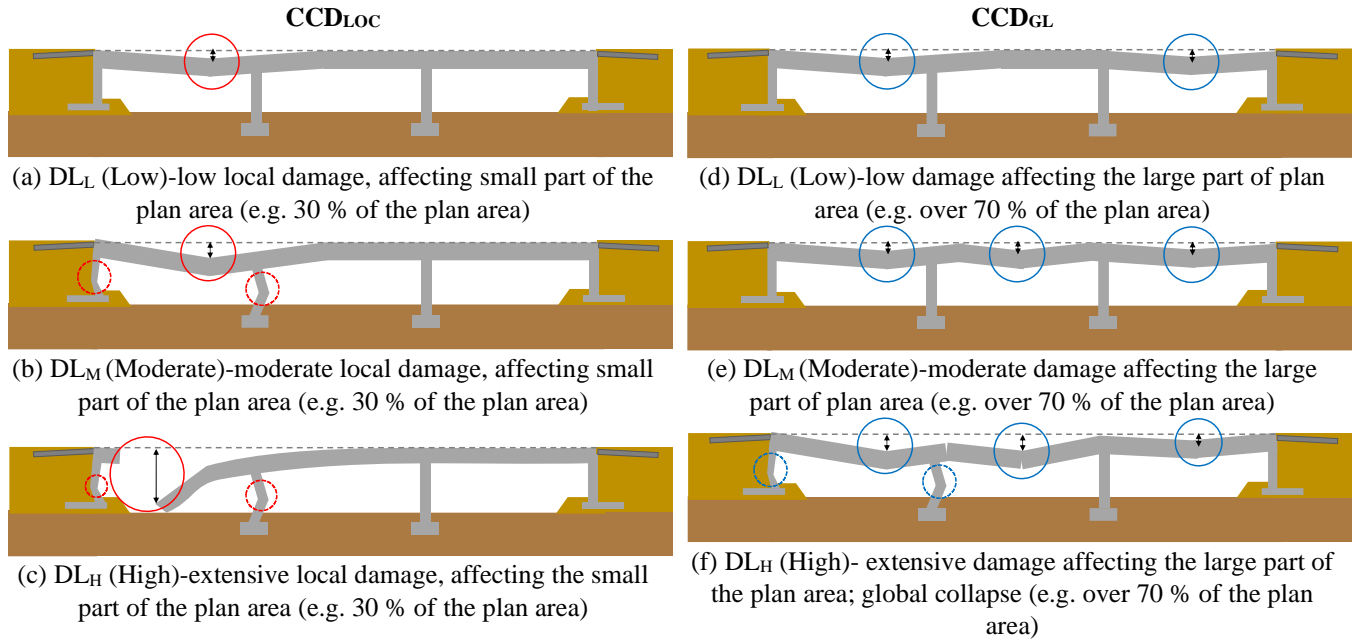 CCDLOC
(a) DLL (Low)-low local damage, affecting small part of the
plan area (e.g. 30 % of the plan area)
(b) DLM (Moderate)-moderate local damage, affecting small
part of the plan area (e.g. 30 % of the plan area)
(c) DLH (High)-extensive local damage, affecting the small
part of the plan area (e.g. 30 % of the plan area)
CCDGL
(d) DLL (Low)-low damage affecting the large part of plan
area (e.g. over 70 % of the plan area)
(e) DLM (Moderate)-moderate damage affecting the large
part of plan area (e.g. over 70 % of the plan area)
(f) DLH (High)- extensive damage affecting the large part of
the plan area; global collapse (e.g. over 70 % of the plan
area)